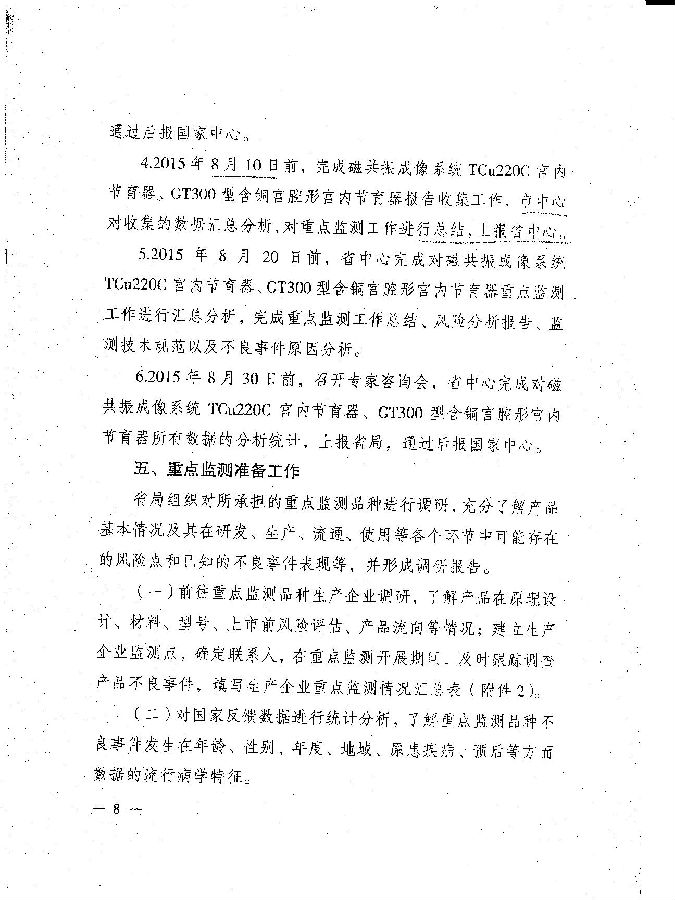 通过后报国家中心。
4.2015 年 8 月 10 日前，完成磁共振成像系统 TCu220C 宫内
节育器、GT300 型含铜宫腔形宫内节育器报告收集工作，市中心
对收集的数据汇总分析，对重点监测工作进行总结，上报省中心。
5.2015 年 8 月 20 日前，省中心完成对磁共振成像系统
TCu220C 宫内节育器、GT300 型含铜宫腔形宫内节育器重点监测
工作进行汇总分析，完成重点监测工作总结、风险分析报告、监
测技术规范以及不良事件原因分析。
6.2015 年 8 月 30 日前，召开专家咨询会，省中心完成对磁
共振成像系统 TCu220C 宫内节育器、GT300 型含铜宫腔形宫内
节育器所有数据的分析统计，上报省局，通过后报国家中心。
五、重点监测准备工作
省局组织对所承担的重点监测品种进行调研，充分了解产品
基本情况及其在研发、生产、流通、使用等各个环节中可能存在
的风险点和已知的不良事件表现等，并形成调研报告。
（一）前往重点监测品种生产企业调研，了解产品在原理设
计、材料、型号、上市前风险评估、产品流向等情况；建立生产
企业监测点，确定联系人，在重点监测开展期间，及时跟踪调查
产品不良事件，填写生产企业重点监测情况汇总表（附件 2）。
（二）对国家反馈数据进行统计分析，了解重点监测品种不
良事件发生在年龄、性别、年度、地域、原患疾病、预后等方面
数据的流行病学特征。
— 8 —